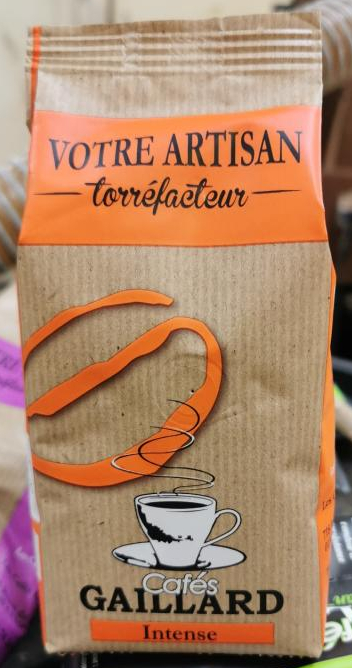 VOTRE ARTISAN
torréfacteur
Cafés
GAILLARD
Intense